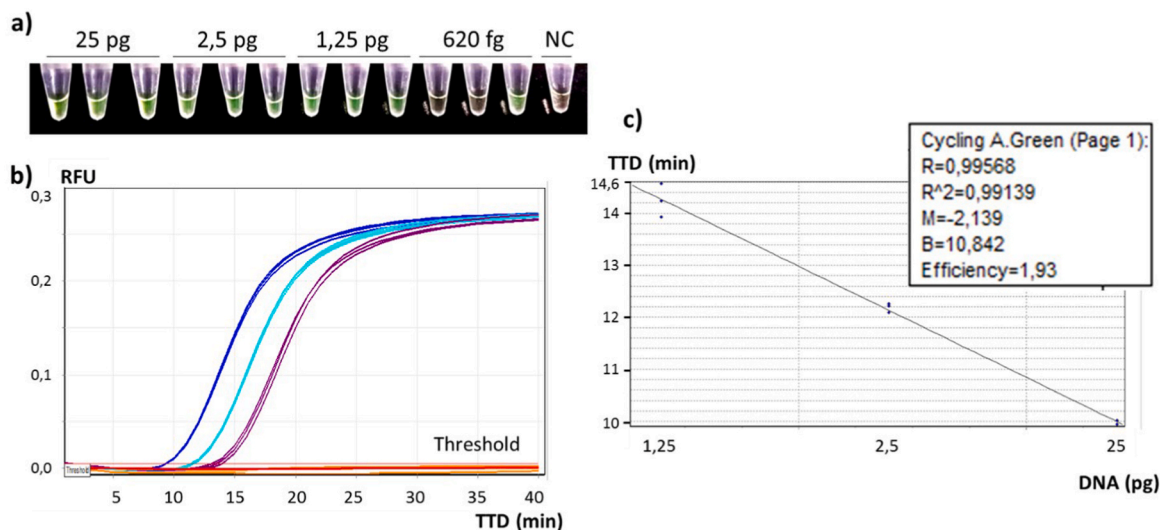 a)
25 pg 2,5 pg 1,25 pg 620 fg NC
b)
RFU
0,3
0,2
0,1
0,0
Threshold
Threshold
5 10 15 20 25 30 35 40
TTD (min)
c)
TTD (min)
14,6
14
13
12
11
10
1,25 2,5 25
DNA (pg)
Cycling A.Green (Page 1):
R=0,99568
R^2=0,99139
M=-2,139
B=10,842
Efficiency=1,93